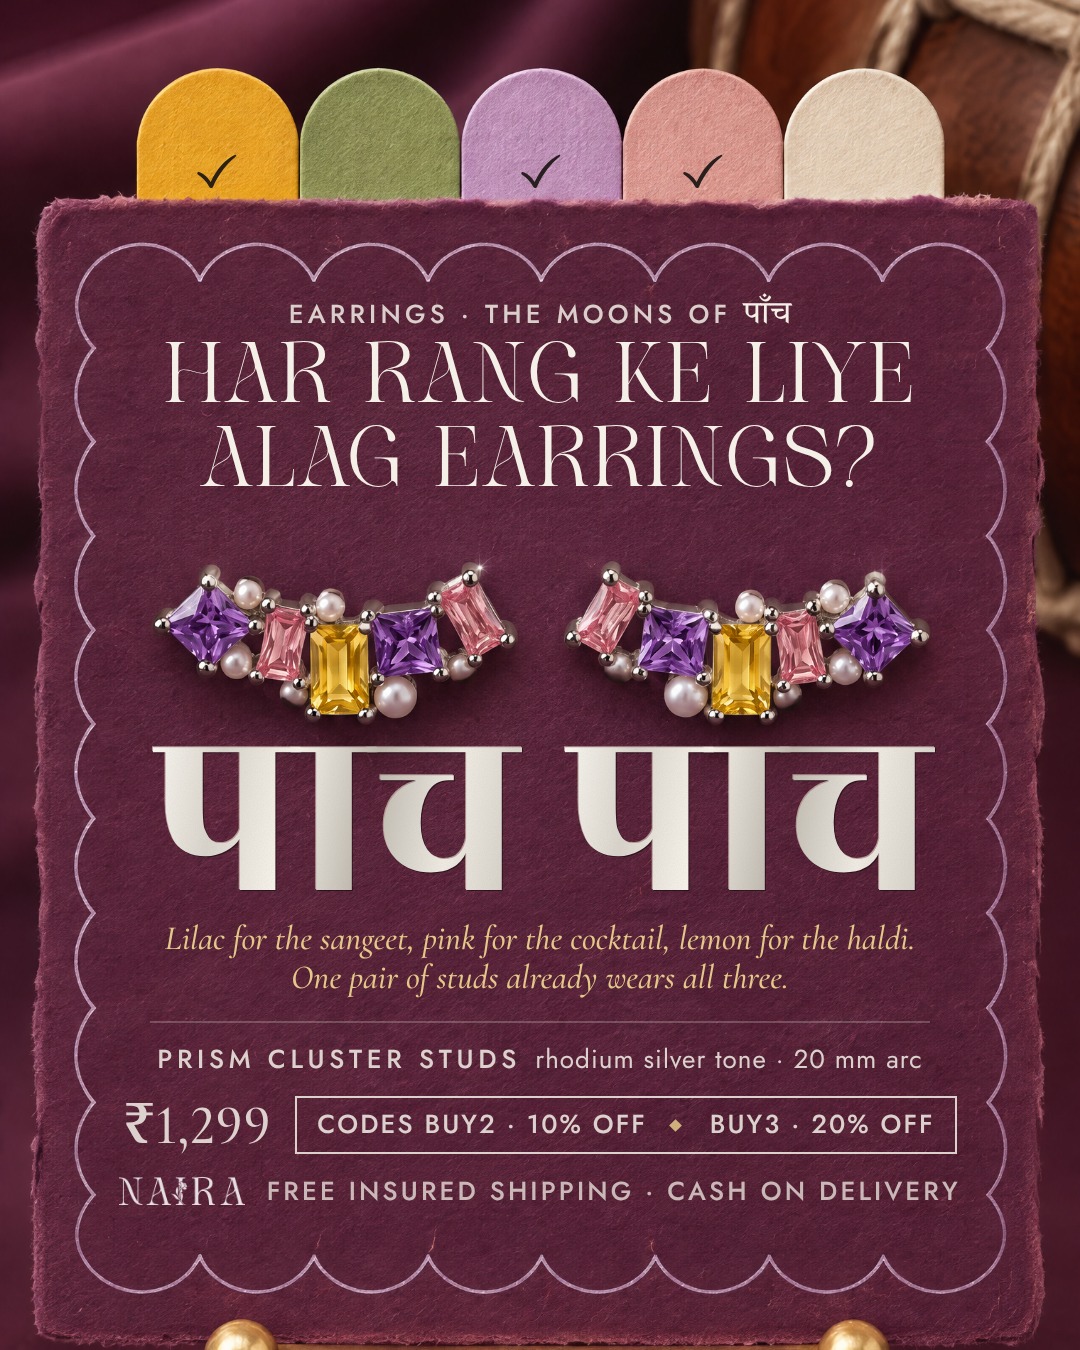 EARRINGS · THE MOONS OF पाँच
HAR RANG KE LIYE
ALAG EARRINGS?
पाच पाच
Lilac for the sangeet, pink for the cocktail, lemon for the haldi.
One pair of studs already wears all three.
PRISM CLUSTER STUDS rhodium silver tone · 20 mm arc
₹1,299 CODES BUY2 · 10% OFF ◆ BUY3 · 20% OFF
NAIRA FREE INSURED SHIPPING · CASH ON DELIVERY